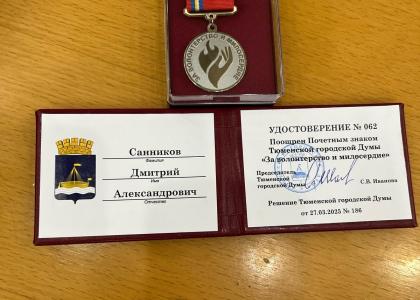 ЗА ВОЛОНТЕРСТВО И МИЛОСЕРДИЕ
Санников
Фамилия
Дмитрий
Имя
Александрович
Отчество
УДОСТОВЕРЕНИЕ № 062
Поощрен Почетным знаком
Тюменской городской Думы
«За волонтерство и милосердие»
Председатель
Тюменской
городской Думы
С.В. Иванова
Решение Тюменской городской Думы
от 27.03.2025 № 186